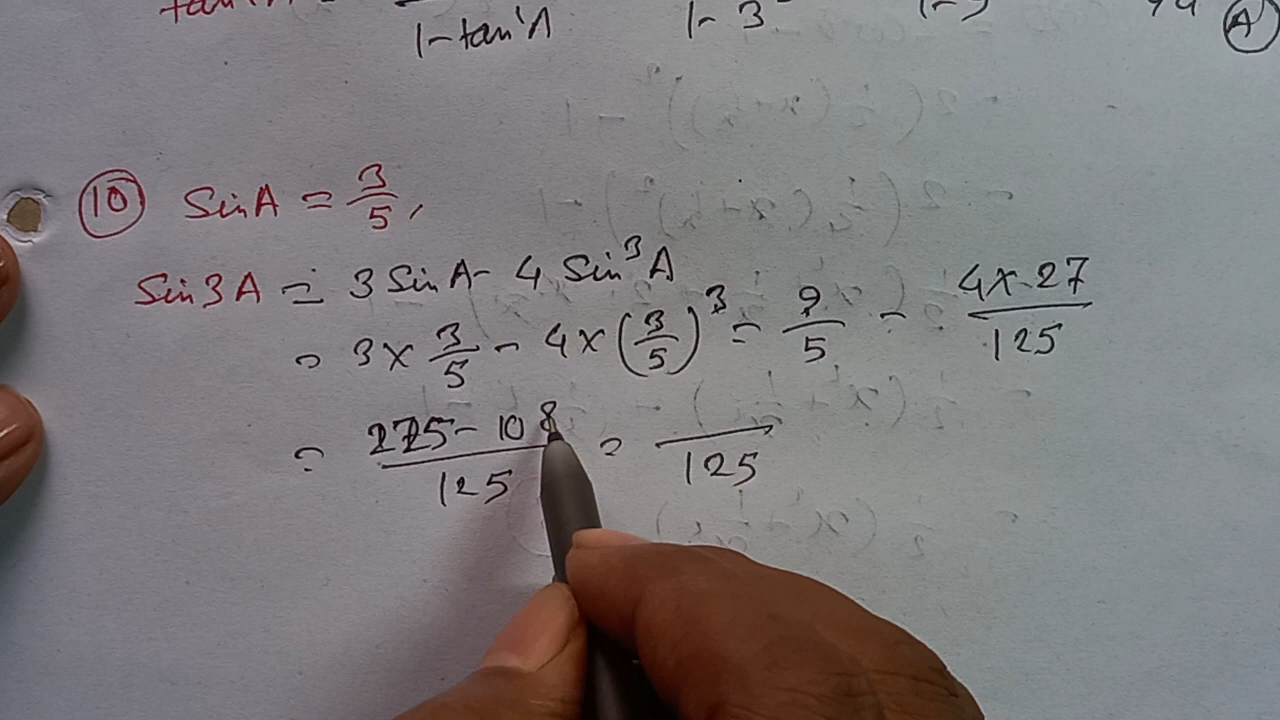 1-tan²A 1-3
⑩ SinA = 3/5,
Sin3A = 3SinA - 4Sin³A
= 3×3/5 - 4×(3/5)³ = 9/5 - 4×27/125
= 225-108/125 = /125
A